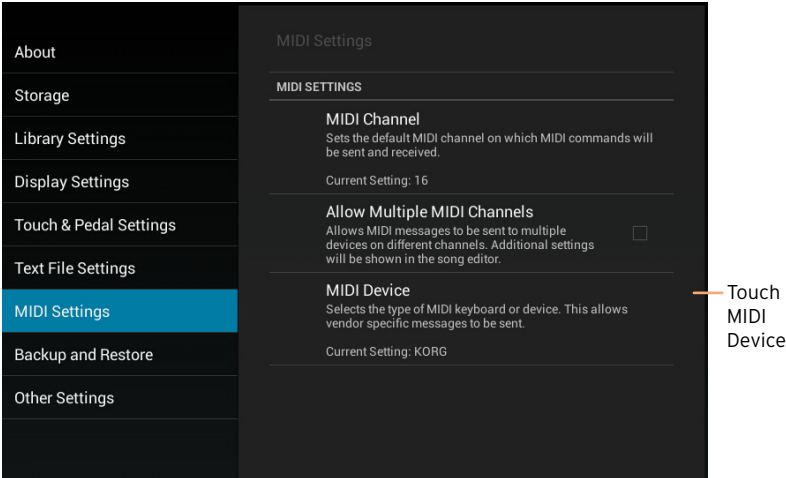 About
Storage
Library Settings
Display Settings
Touch & Pedal Settings
Text File Settings
MIDI Settings
Backup and Restore
Other Settings
MIDI Settings
MIDI SETTINGS
MIDI Channel
Sets the default MIDI channel on which MIDI commands will
be sent and received.
Current Setting: 16
Allow Multiple MIDI Channels
Allows MIDI messages to be sent to multiple
devices on different channels. Additional settings
will be shown in the song editor.
MIDI Device
Selects the type of MIDI keyboard or device. This allows
vendor specific messages to be sent.
Current Setting: KORG
Touch
MIDI
Device